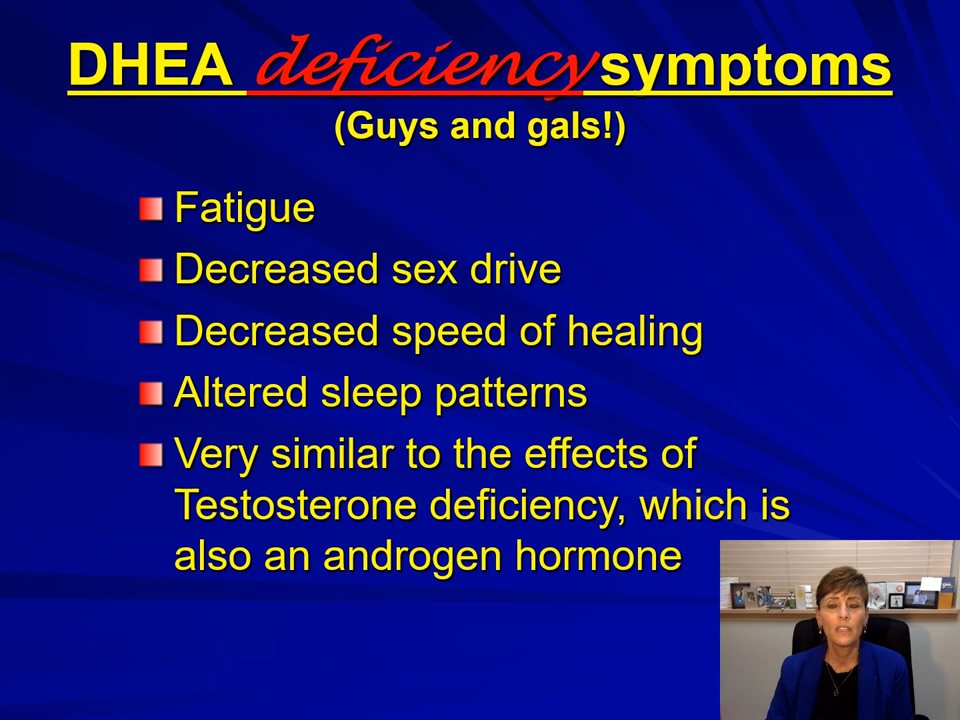 DHEA deficiency symptoms
(Guys and gals!)
Fatigue
Decreased sex drive
Decreased speed of healing
Altered sleep patterns
Very similar to the effects of
Testosterone deficiency, which is
also an androgen hormone